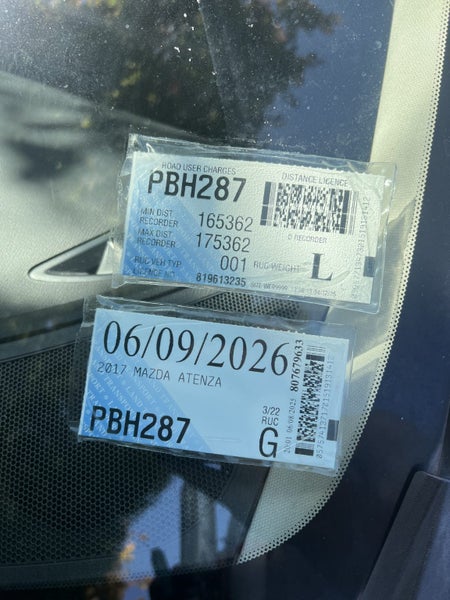 ROAD USER CHARGES DISTANCE LICENCE
PBH287
MIN DIST RECORDER 165362
MAX DIST RECORDER 175362
0 RECORDER
RUC VEH TYP 001 RUC WEIGHT L
LICENCE NO 819613235
06/09/2026
2017 MAZDA ATENZA
807679633
PBH287
3/22
RUC
G